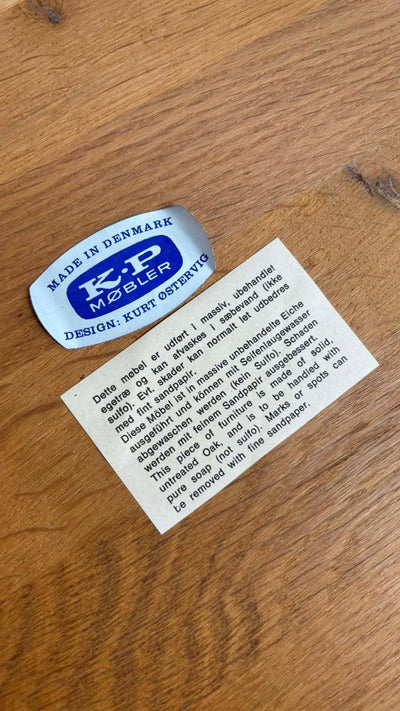 MADE IN DENMARK
K·P
MØBLER
DESIGN: KURT ØSTERVIG
Dette møbel er udført i massiv, ubehandlet
egetræ og kan afvaskes i sæbevand (ikke
sulfo). Evt. skader kan normalt let udbedres
med fint sandpapir.
Diese Möbel ist in massive unbehandelte Eiche
ausgeführt und können mit Seifenlaugewasser
abgewaschen werden (kein Sulfo). Schaden
werden mit feinem Sandpapir ausgebessert.
This piece of furniture is made of solid,
untreated Oak, and is to be handled with
pure soap (not sulfo). Marks or spots can
be removed with fine sandpaper.